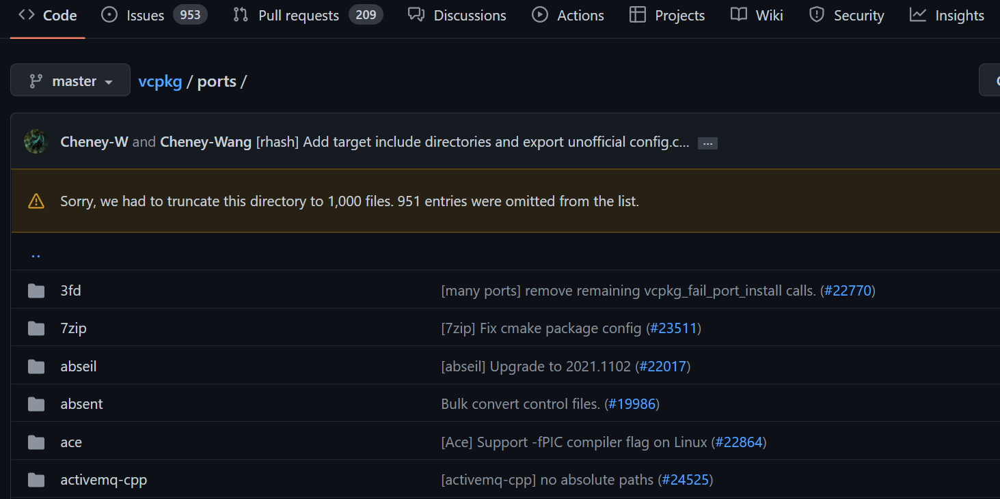 Code Issues 953 Pull requests 209 Discussions Actions Projects Wiki Security Insights
master vcpkg / ports /
Cheney-W and Cheney-Wang [rhash] Add target include directories and export unofficial config.c... ...
Sorry, we had to truncate this directory to 1,000 files. 951 entries were omitted from the list.
..
3fd [many ports] remove remaining vcpkg_fail_port_install calls. (#22770)
7zip [7zip] Fix cmake package config (#23511)
abseil [abseil] Upgrade to 2021.1102 (#22017)
absent Bulk convert control files. (#19986)
ace [Ace] Support -fPIC compiler flag on Linux (#22864)
activemq-cpp [activemq-cpp] no absolute paths (#24525)